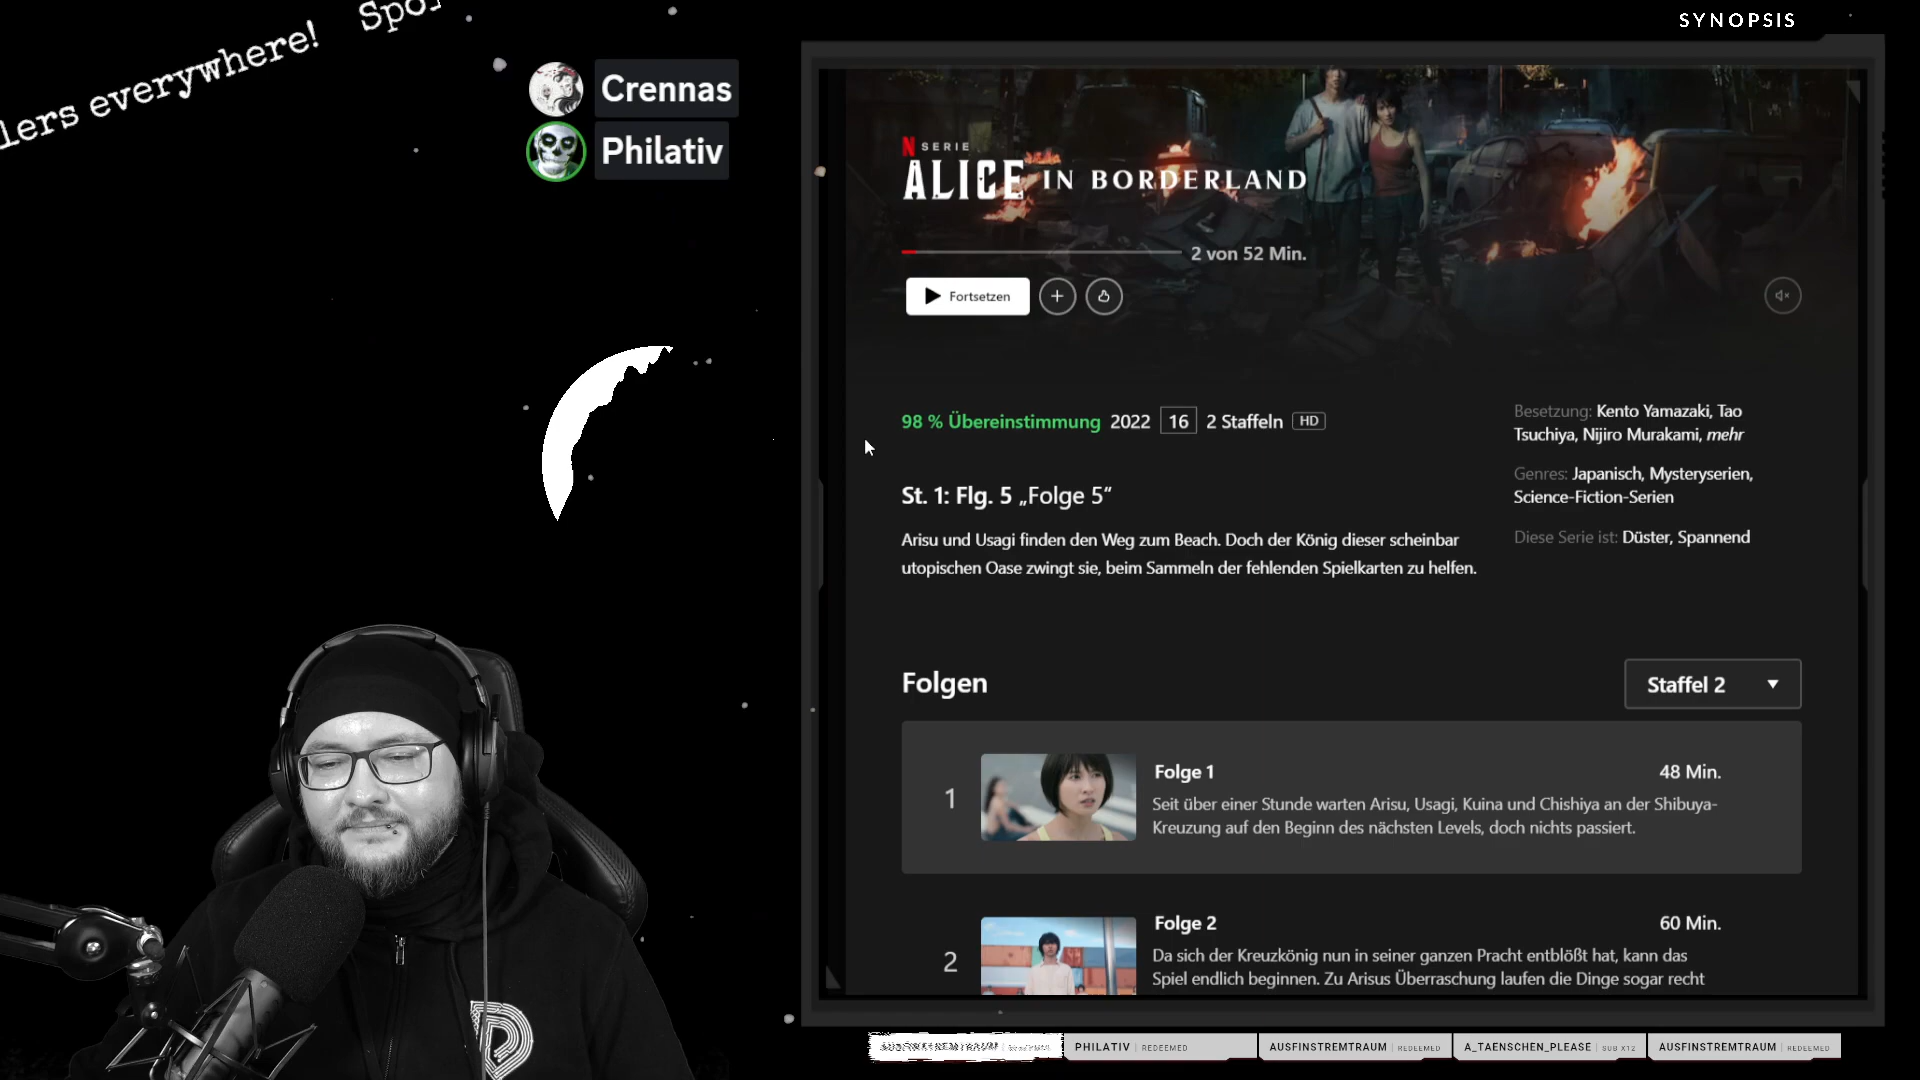 lers everywhere!
SYNOPSIS
Crennas
Philativ
N SERIE
ALICE IN BORDERLAND
2 von 52 Min.
Fortsetzen
98 % Übereinstimmung 2022 16 2 Staffeln HD
Besetzung: Kento Yamazaki, Tao
Tsuchiya, Nijiro Murakami, mehr
Genres: Japanisch, Mysteryserien,
Science-Fiction-Serien
Diese Serie ist: Düster, Spannend
St. 1: Flg. 5 „Folge 5“
Arisu und Usagi finden den Weg zum Beach. Doch der König dieser scheinbar
utopischen Oase zwingt sie, beim Sammeln der fehlenden Spielkarten zu helfen.
Folgen
Staffel 2
1
Folge 1
48 Min.
Seit über einer Stunde warten Arisu, Usagi, Kuina und Chishiya an der Shibuya-
Kreuzung auf den Beginn des nächsten Levels, doch nichts passiert.
2
Folge 2
60 Min.
Da sich der Kreuzkönig nun in seiner ganzen Pracht entblößt hat, kann das
Spiel endlich beginnen. Zu Arisus Überraschung laufen die Dinge sogar recht
PHILATIV | REDEEMED
AUSFINSTREMTRAUM | REDEEMED
A_TAENSCHEN_PLEASE | SUB X12
AUSFINSTREMTRAUM | REDEEMED